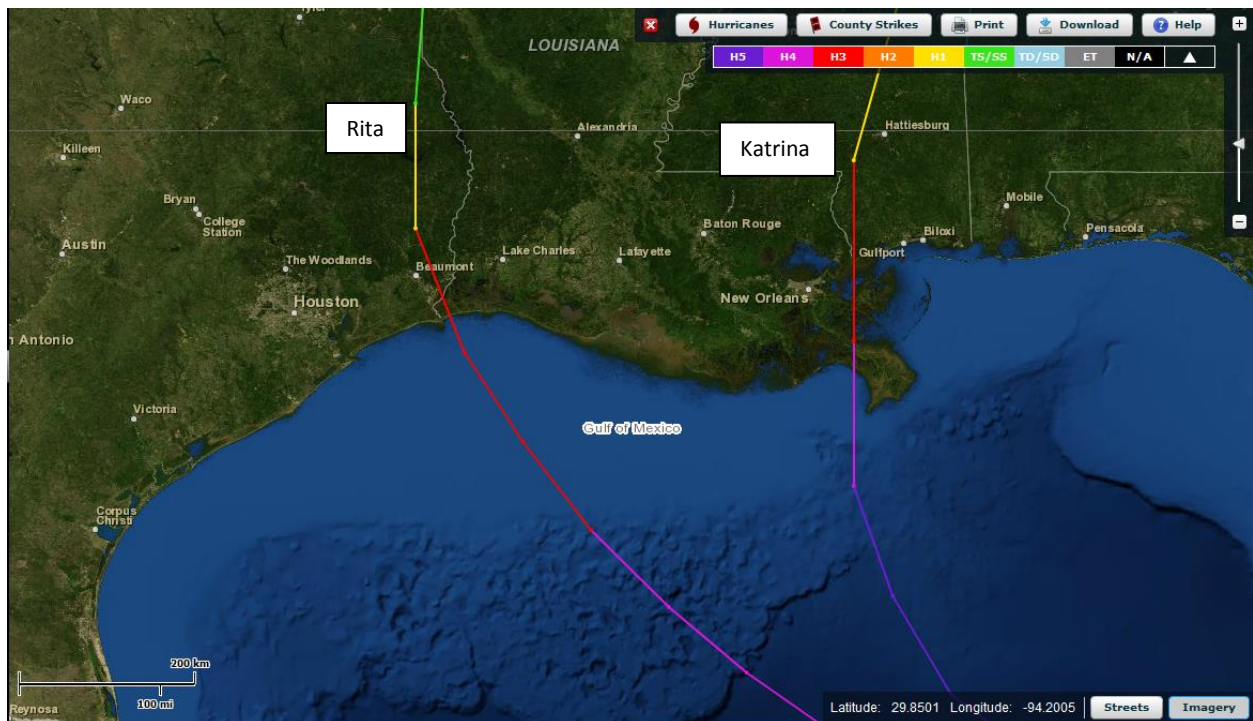 Tyler
LOUISIANA
Hurricanes
County Strikes
Print
Download
Help
+
H5 H4 H3 H2 H1 TS/SS TD/SD ET N/A
Waco
Rita
Alexandria
Katrina
Hattiesburg
Killeen
Bryan
College
Station
Mobile
Austin
Baton Rouge
Pensacola
The Woodlands
Beaumont
Lake Charles
Lafayette
Gulfport
Biloxi
Houston
New Orleans
n Antonio
Victoria
Gulf of Mexico
Corpus
Christi
200 km
100 mi
Reynosa
Latitude: 29.8501 Longitude: -94.2005
Streets
Imagery